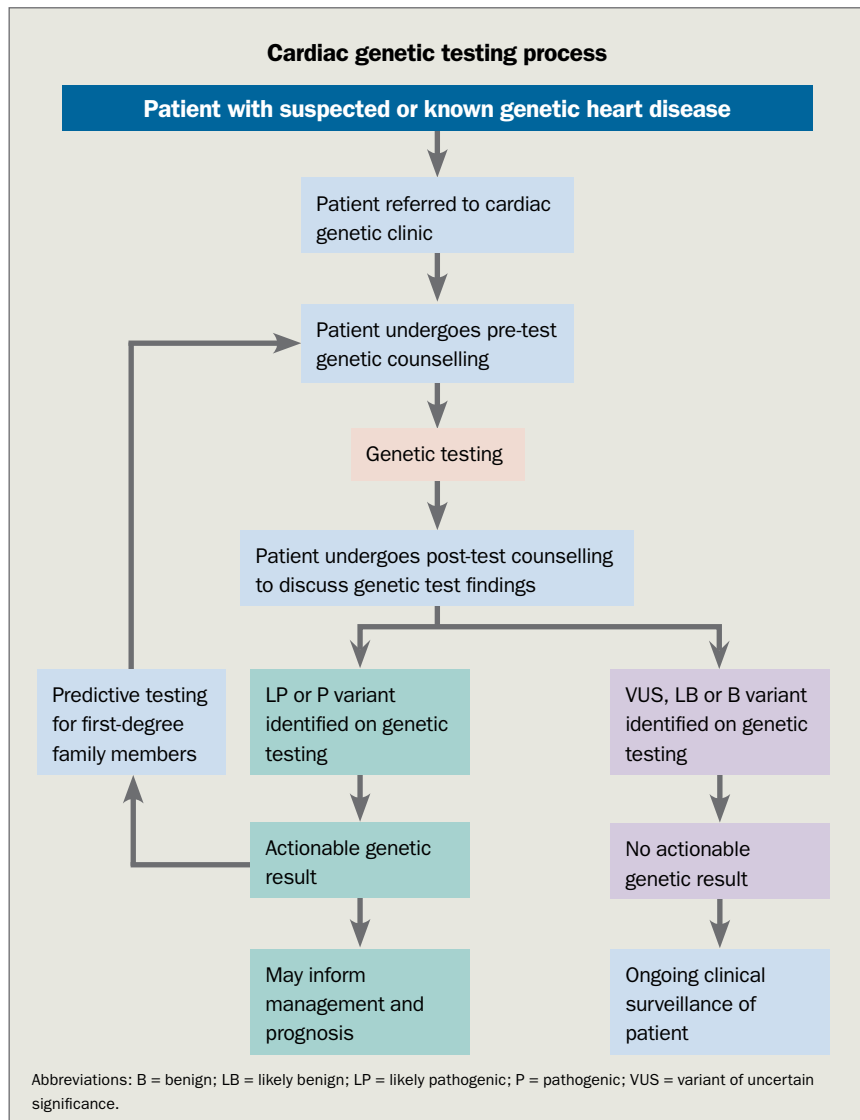 Cardiac genetic testing process
Patient with suspected or known genetic heart disease
Patient referred to cardiac
genetic clinic
Patient undergoes pre-test
genetic counselling
Genetic testing
Patient undergoes post-test counselling
to discuss genetic test findings
Predictive testing
for first-degree
family members
LP or P variant
identified on genetic
testing
VUS, LB or B variant
identified on genetic
testing
Actionable genetic
result
No actionable
genetic result
May inform
management and
prognosis
Ongoing clinical
surveillance of
patient
Abbreviations: B = benign; LB = likely benign; LP = likely pathogenic; P = pathogenic; VUS = variant of uncertain
significance.